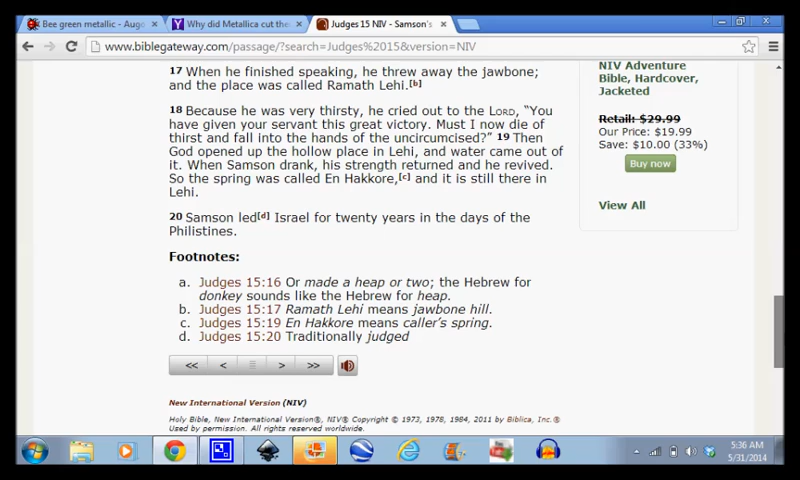 Bee green metallic - Augo
Why did Metallica cut the
Judges 15 NIV - Samson's
www.biblegateway.com/passage/?search=Judges%2015&version=NIV
17 When he finished speaking, he threw away the jawbone;
and the place was called Ramath Lehi.[b]
18 Because he was very thirsty, he cried out to the LORD, “You
have given your servant this great victory. Must I now die of
thirst and fall into the hands of the uncircumcised?” 19 Then
God opened up the hollow place in Lehi, and water came out of
it. When Samson drank, his strength returned and he revived.
So the spring was called En Hakkore,[c] and it is still there in
Lehi.
20 Samson led[d] Israel for twenty years in the days of the
Philistines.
Footnotes:
a. Judges 15:16 Or made a heap or two; the Hebrew for
donkey sounds like the Hebrew for heap.
b. Judges 15:17 Ramath Lehi means jawbone hill.
c. Judges 15:19 En Hakkore means caller’s spring.
d. Judges 15:20 Traditionally judged
<< < > >>
New International Version (NIV)
Holy Bible, New International Version®, NIV® Copyright © 1973, 1978, 1984, 2011 by Biblica, Inc.®
Used by permission. All rights reserved worldwide.
NIV Adventure
Bible, Hardcover,
Jacketed
Retail: $29.99
Our Price: $19.99
Save: $10.00 (33%)
Buy now
View All
5:36 AM
5/31/2014